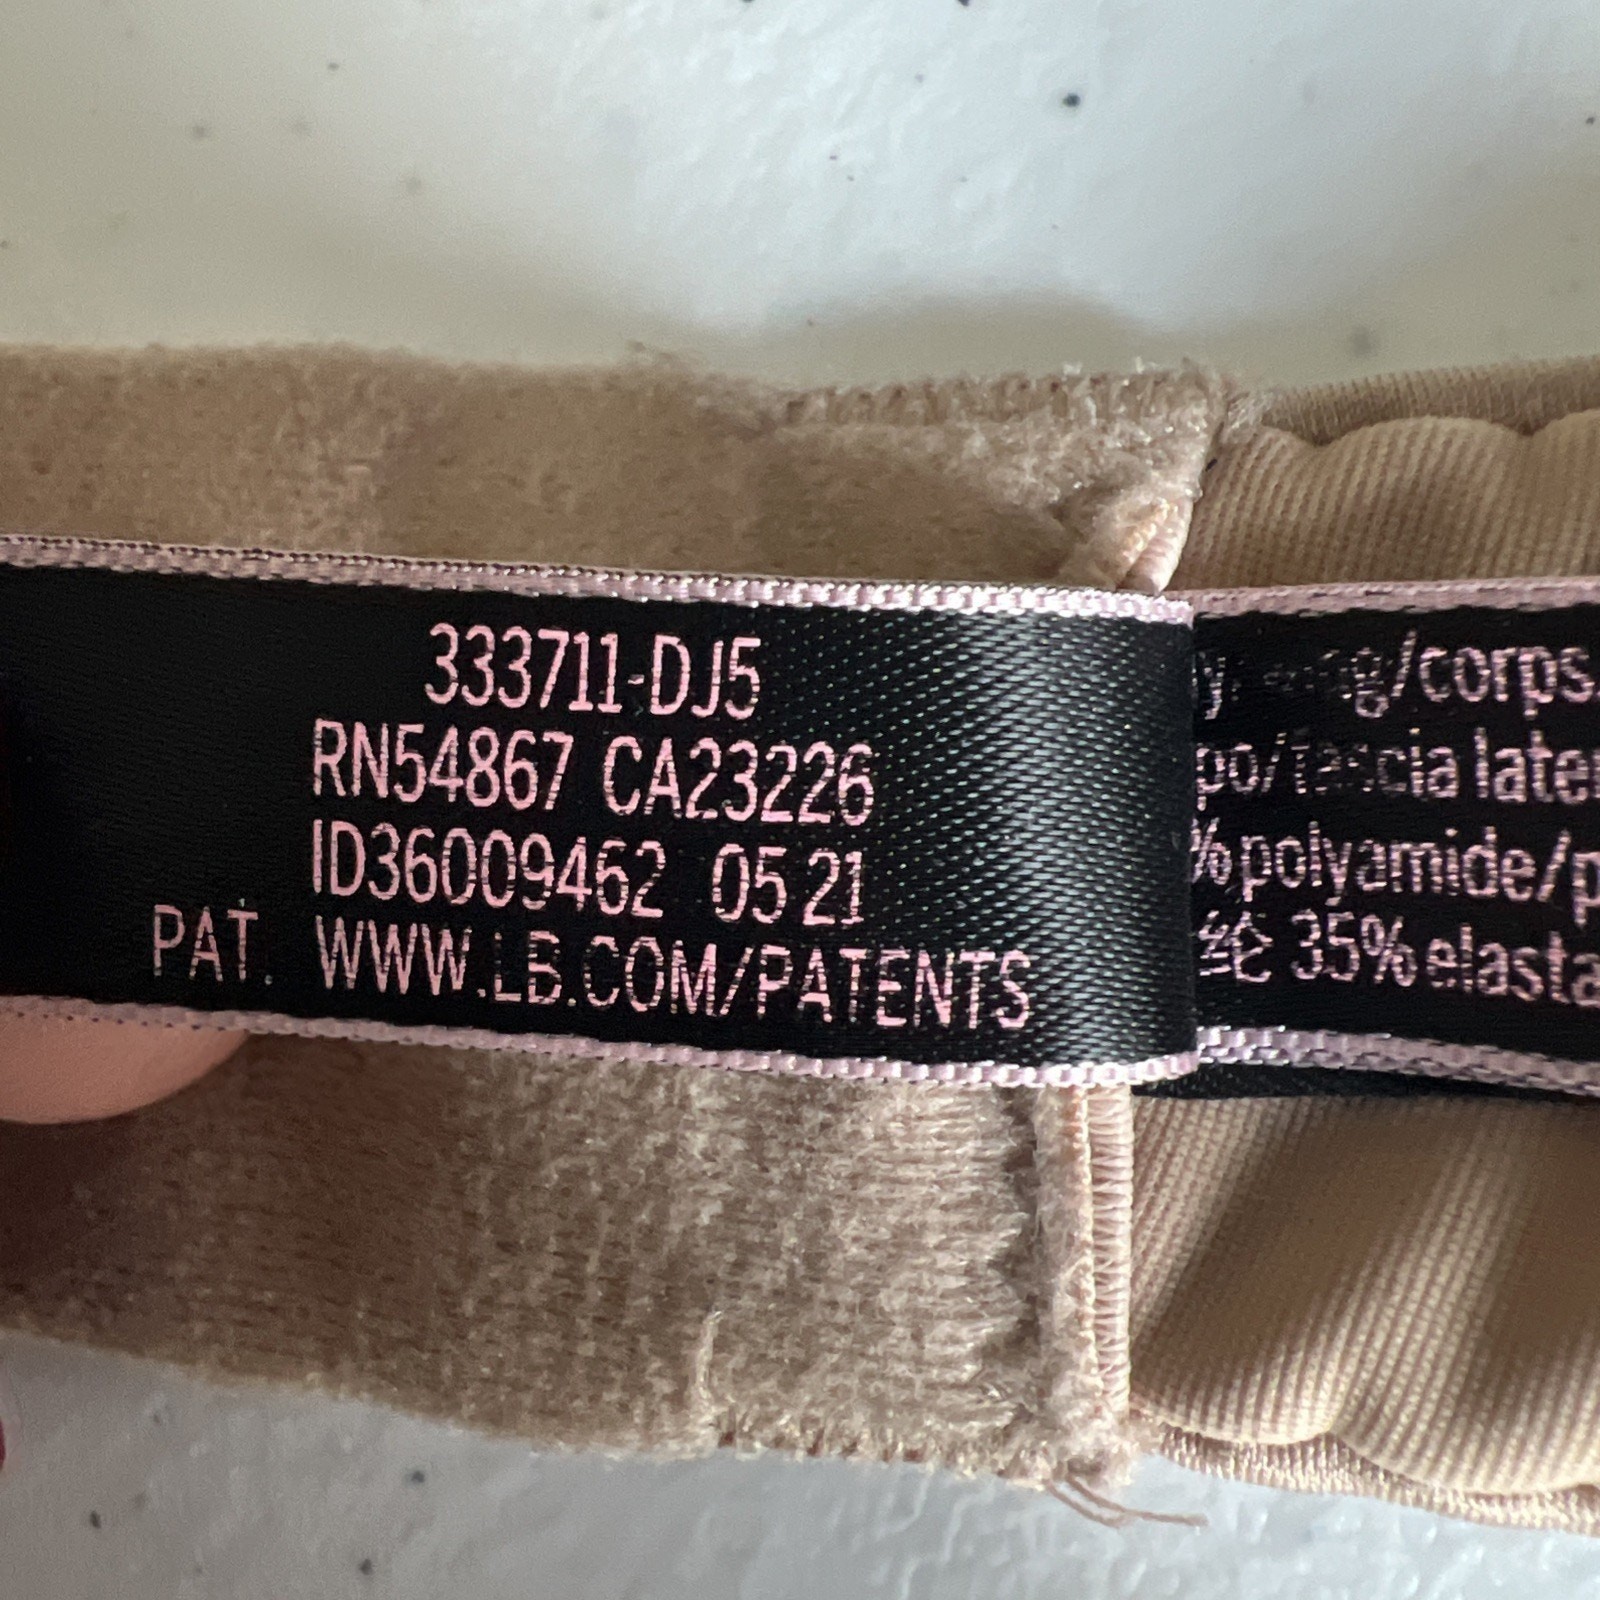 333711-DJ5
RN54867 CA23226
ID36009462 05 21
PAT. WWW.LB.COM/PATENTS
/corps
/fascia later
% polyamide/p
纶 35% elasta